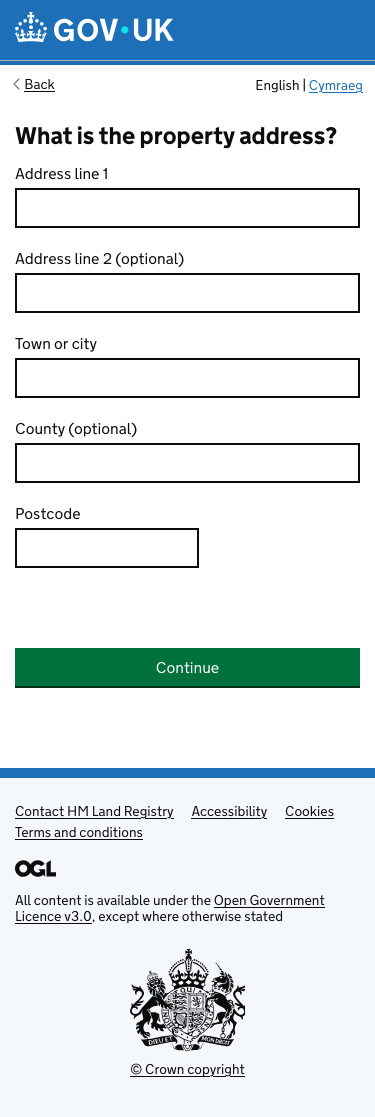 GOV.UK
Back English | Cymraeg
What is the property address?
Address line 1
Address line 2 (optional)
Town or city
County (optional)
Postcode
Continue
Contact HM Land Registry Accessibility Cookies
Terms and conditions
OGL
All content is available under the Open Government
Licence v3.0, except where otherwise stated
DIEU ET MON DROIT
© Crown copyright